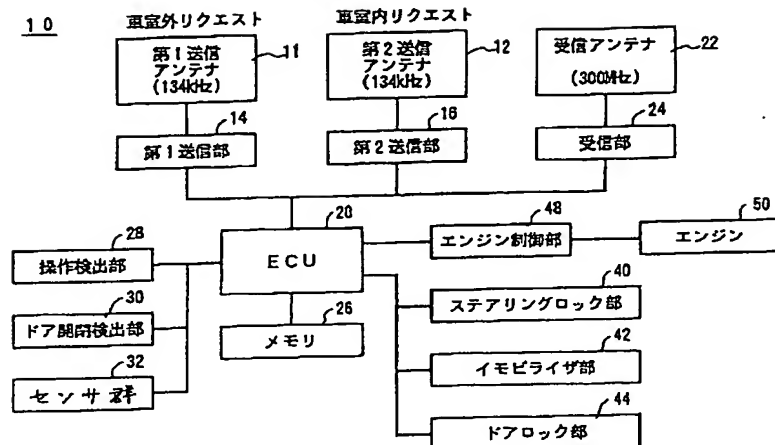 10
車室外リクエスト
車室内リクエスト
第1送信
アンテナ
(134kHz)
11
第2送信
アンテナ
(134kHz)
12
受信アンテナ
(300MHz)
22
14
第1送信部
16
第2送信部
24
受信部
20
ECU
48
エンジン制御部
50
エンジン
28
操作検出部
30
ドア開閉検出部
32
センサ群
26
メモリ
40
ステアリングロック部
42
イモビライザ部
44
ドアロック部